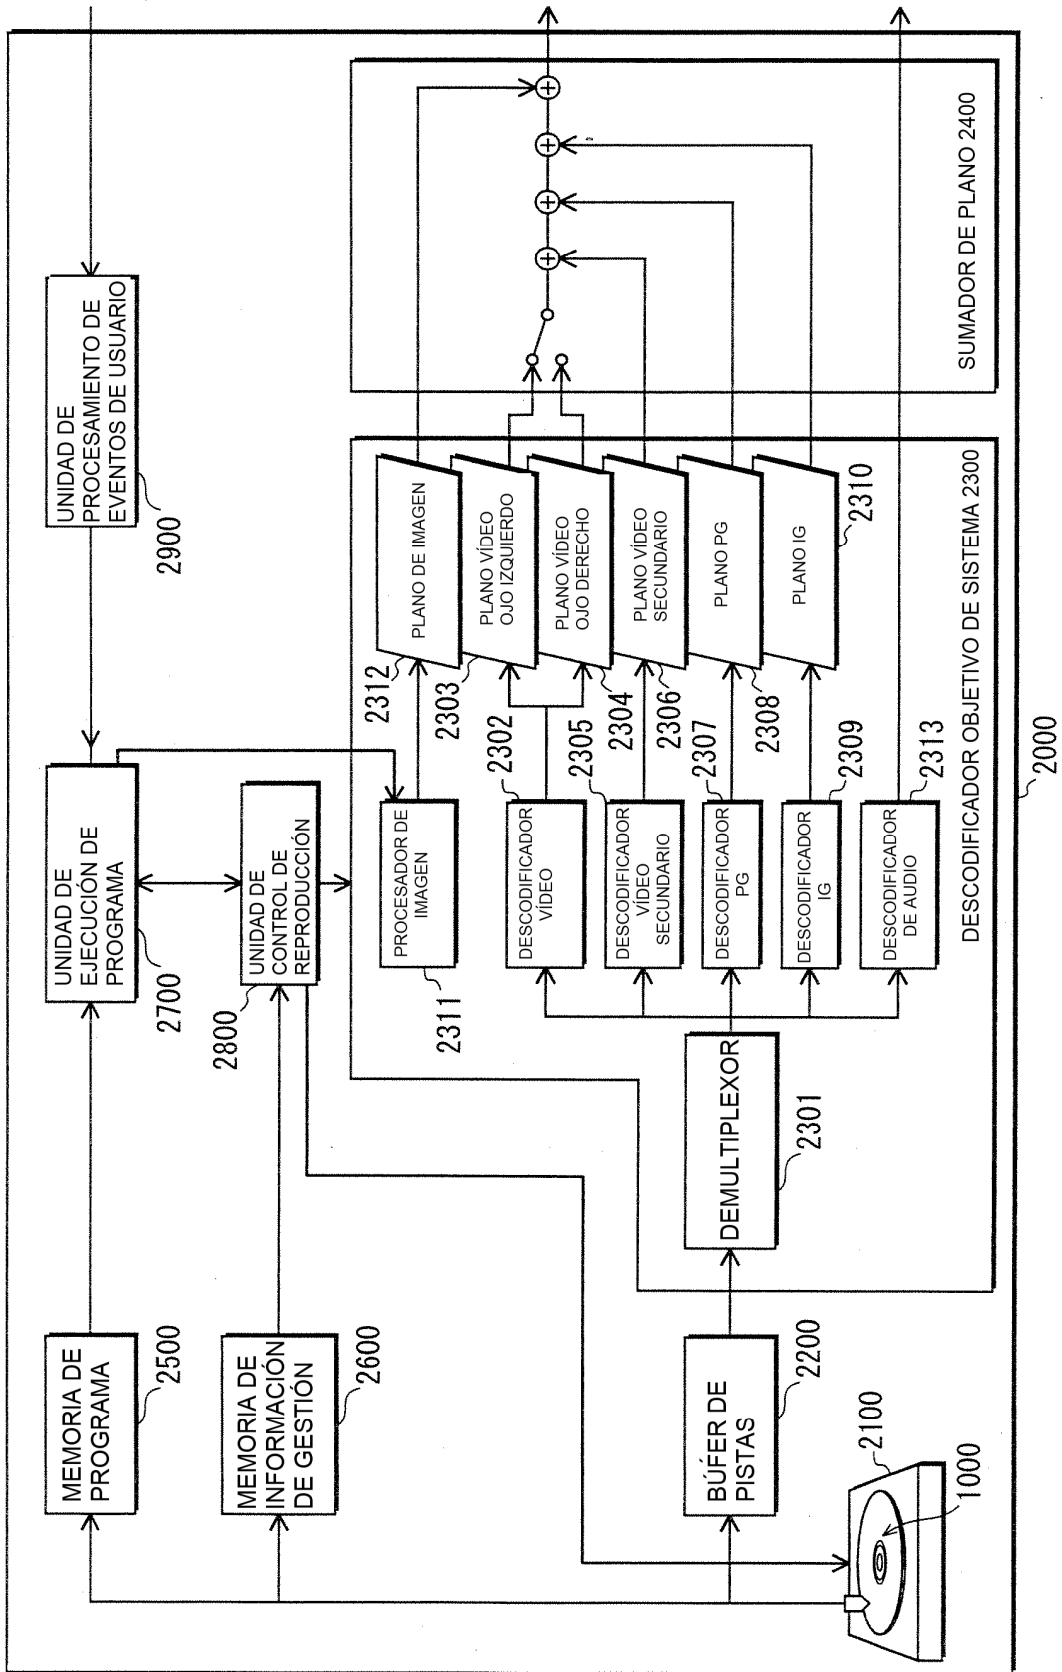 MEMORIA DE
PROGRAMA
2500
UNIDAD DE
EJECUCIÓN DE
PROGRAMA
2700
UNIDAD DE
PROCESAMIENTO DE
EVENTOS DE USUARIO
2900
MEMORIA DE
INFORMACIÓN
DE GESTIÓN
2600
UNIDAD DE
CONTROL DE
REPRODUCCIÓN
2800
PROCESADOR DE
IMAGEN
2311
PLANO DE IMAGEN
2312
PLANO VÍDEO
OJO IZQUIERDO
2303
DESCODIFICADOR
VÍDEO
2302
PLANO VÍDEO
OJO DERECHO
2304
DESCODIFICADOR
VÍDEO
SECUNDARIO
2305
PLANO VÍDEO
SECUNDARIO
2306
BÚFER DE
PISTAS
2200
DEMULTIPLEXOR
2301
DESCODIFICADOR
PG
2307
PLANO PG
2308
DESCODIFICADOR
IG
2309
PLANO IG
2310
DESCODIFICADOR
DE AUDIO
2313
2100
1000
DESCODIFICADOR OBJETIVO DE SISTEMA 2300
SUMADOR DE PLANO 2400
2000